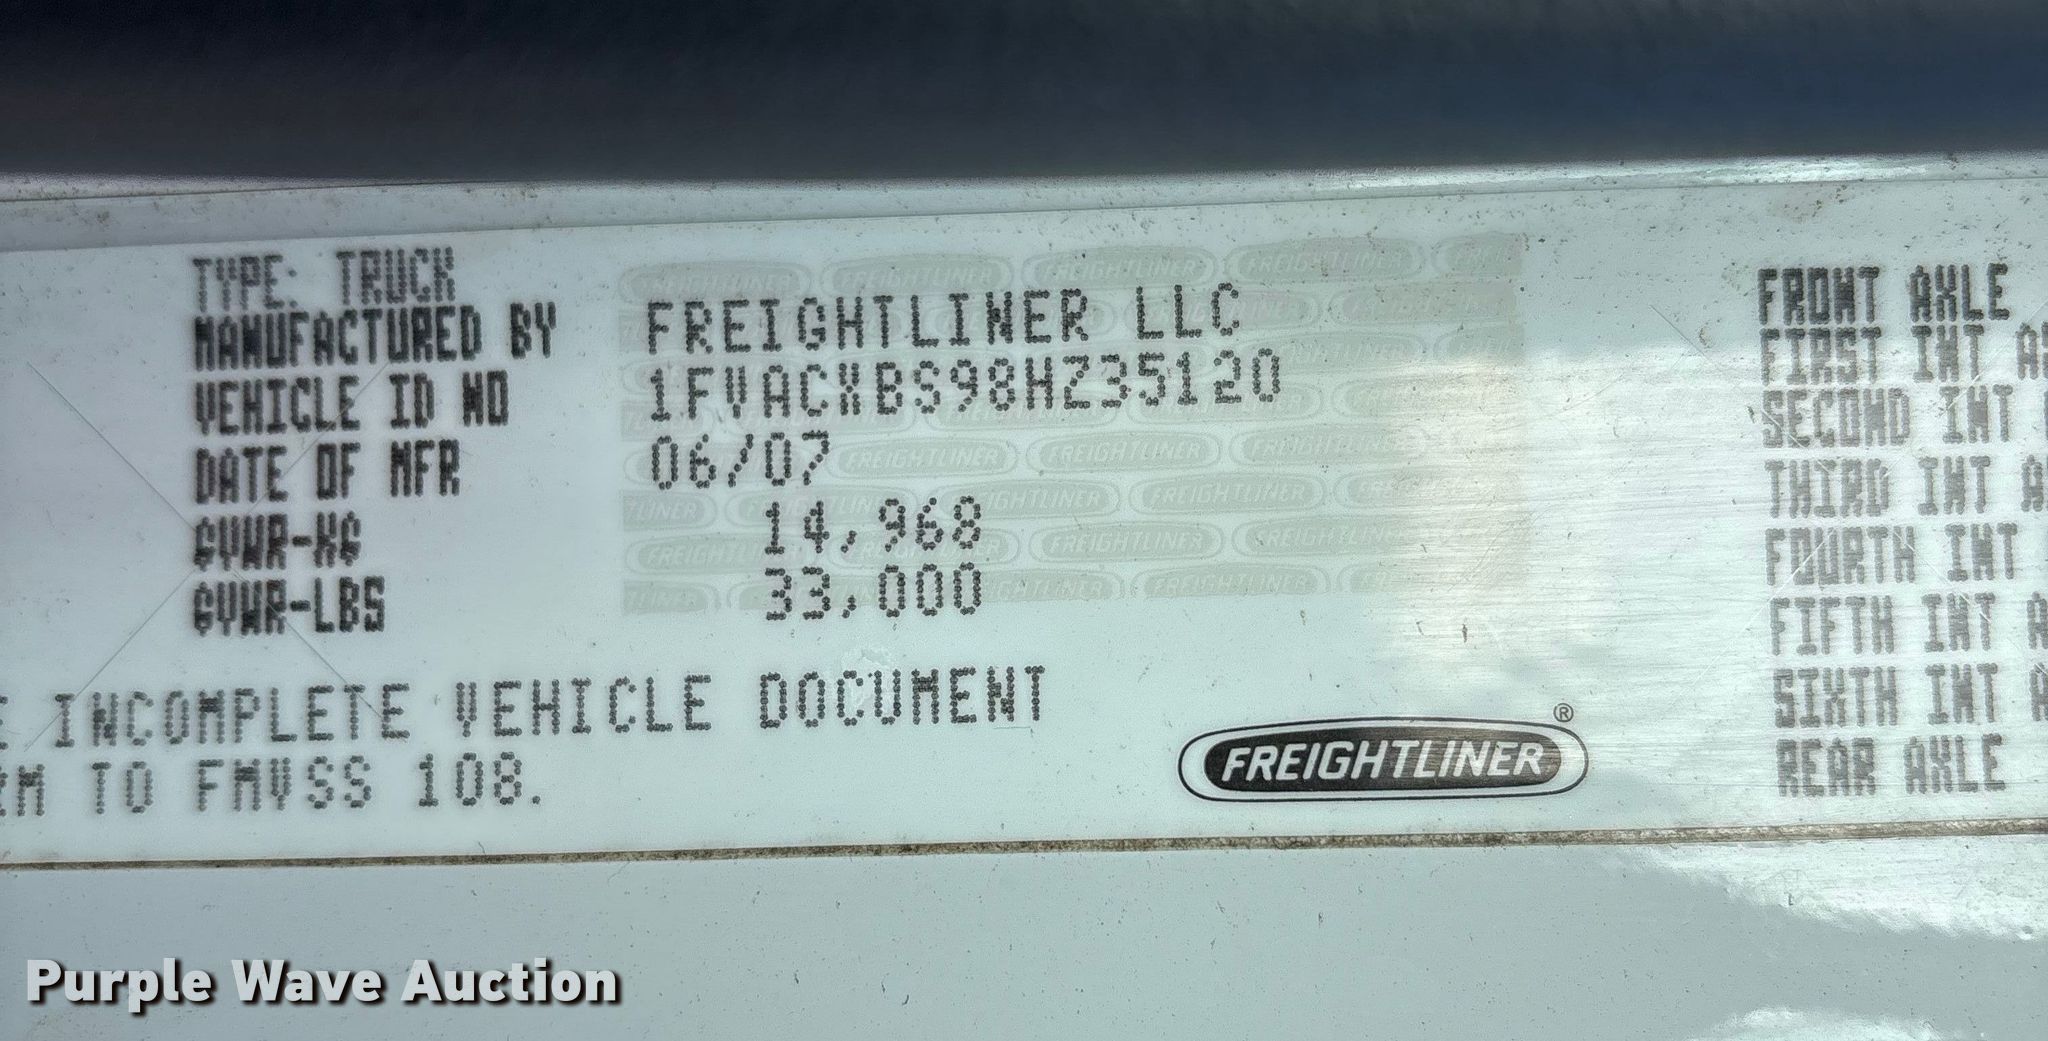 TYPE: TRUCK
MANUFACTURED BY FREIGHTLINER LLC
VEHICLE ID NO 1FVACXBS98HZ35120
DATE OF MFR 06/07
GVWR-KG 14,968
GVWR-LBS 33,000
INCOMPLETE VEHICLE DOCUMENT
TO FMVSS 108.
FREIGHTLINER®
FRONT AXLE
FIRST INT
SECOND INT
THIRD INT
FOURTH INT
FIFTH INT
SIXTH INT
REAR AXLE
Purple Wave Auction